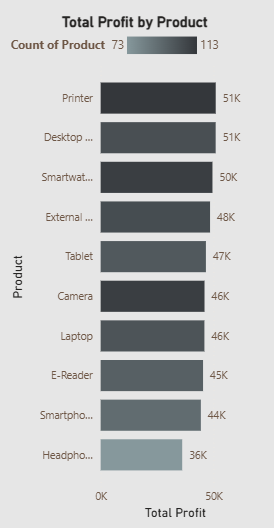 Total Profit by Product
Count of Product 73 113
Printer 51K
Desktop ... 51K
Smartwat... 50K
External ... 48K
Tablet 47K
Camera 46K
Laptop 46K
E-Reader 45K
Smartpho... 44K
Headpho... 36K
Product
0K 50K
Total Profit